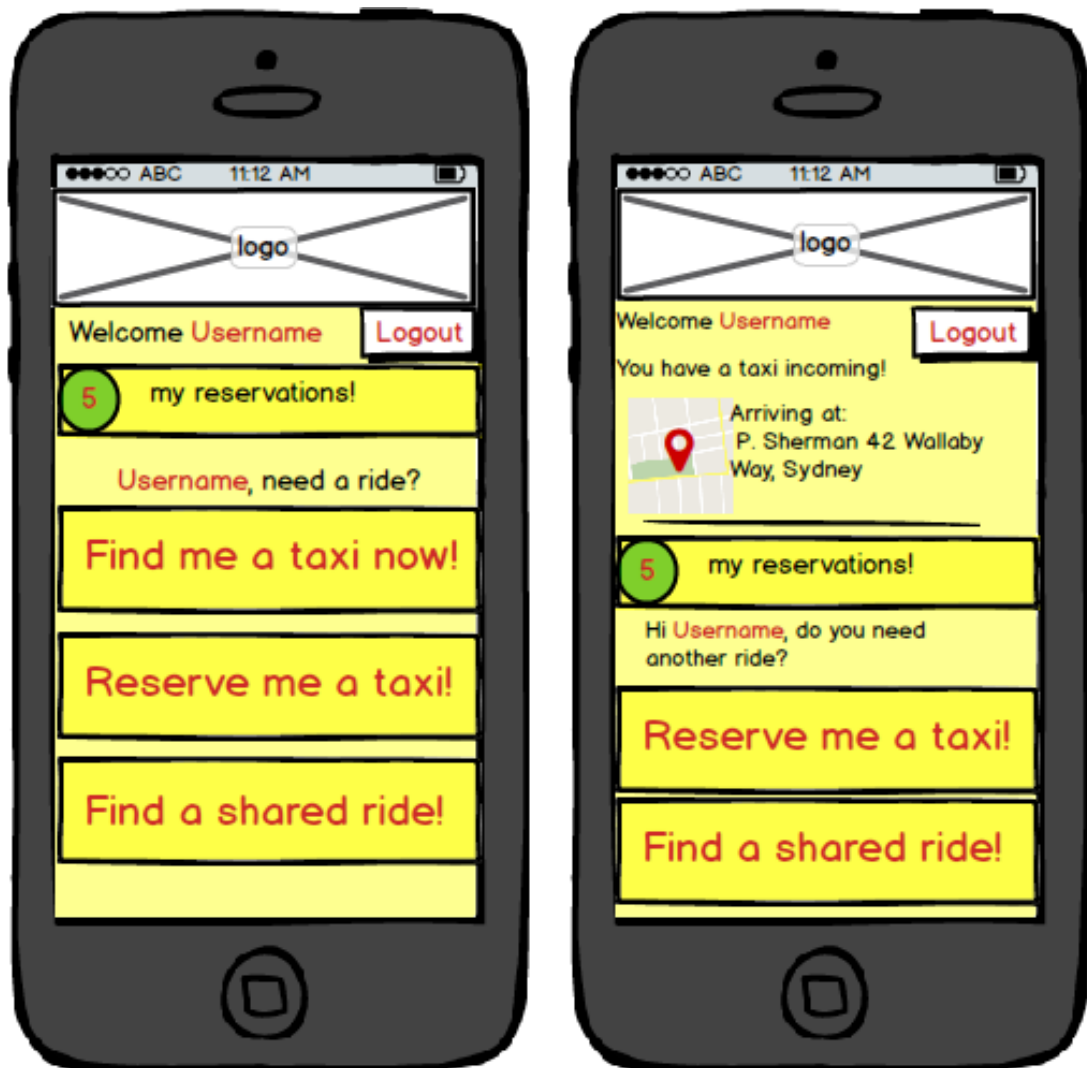 ABC 11:12 AM
logo
Welcome Username
Logout
5 my reservations!
Username, need a ride?
Find me a taxi now!
Reserve me a taxi!
Find a shared ride!
ABC 11:12 AM
logo
Welcome Username
Logout
You have a taxi incoming!
Arriving at:
P. Sherman 42 Wallaby
Way, Sydney
5 my reservations!
Hi Username, do you need
another ride?
Reserve me a taxi!
Find a shared ride!